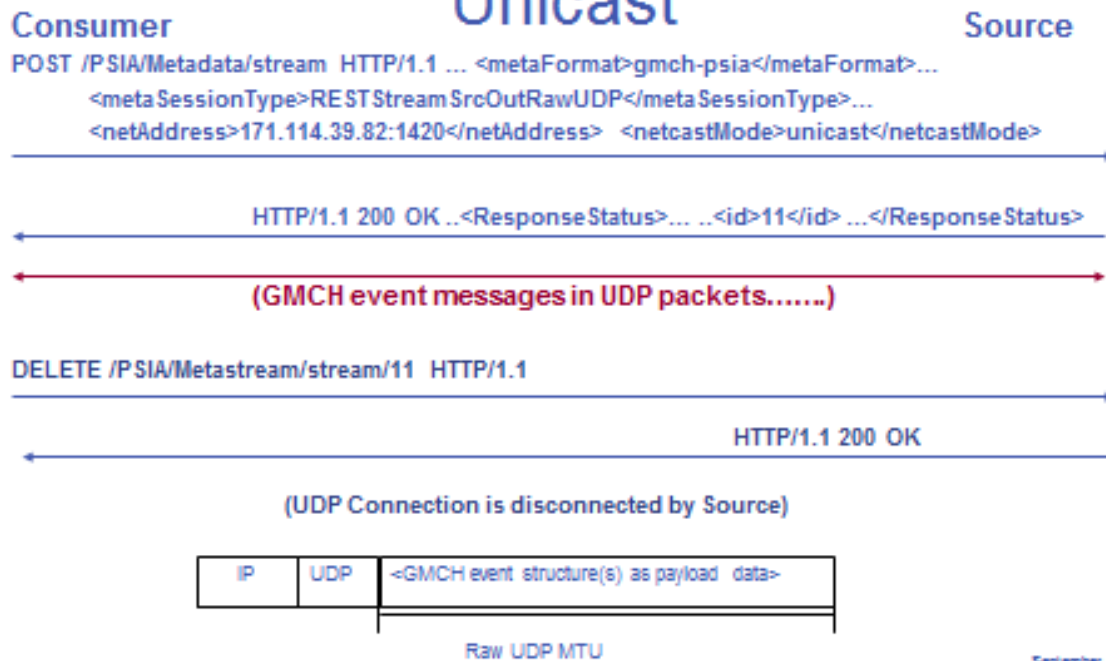 Unicast
Consumer
Source
POST /PSIA/Metadata/stream HTTP/1.1 ... <metaFormat>gmch-psia</metaFormat>...
<metaSessionType>RESTStreamSrcOutRawUDP</metaSessionType>...
<netAddress>171.114.39.82:1420</netAddress> <netcastMode>unicast</netcastMode>
HTTP/1.1 200 OK ..<ResponseStatus>... ..<id>11</id> ...</ResponseStatus>
(GMCH event messages in UDP packets.......)
DELETE /PSIA/Metastream/stream/11 HTTP/1.1
HTTP/1.1 200 OK
(UDP Connection is disconnected by Source)
IP
UDP
<GMCH event structure(s) as payload data>
Raw UDP MTU